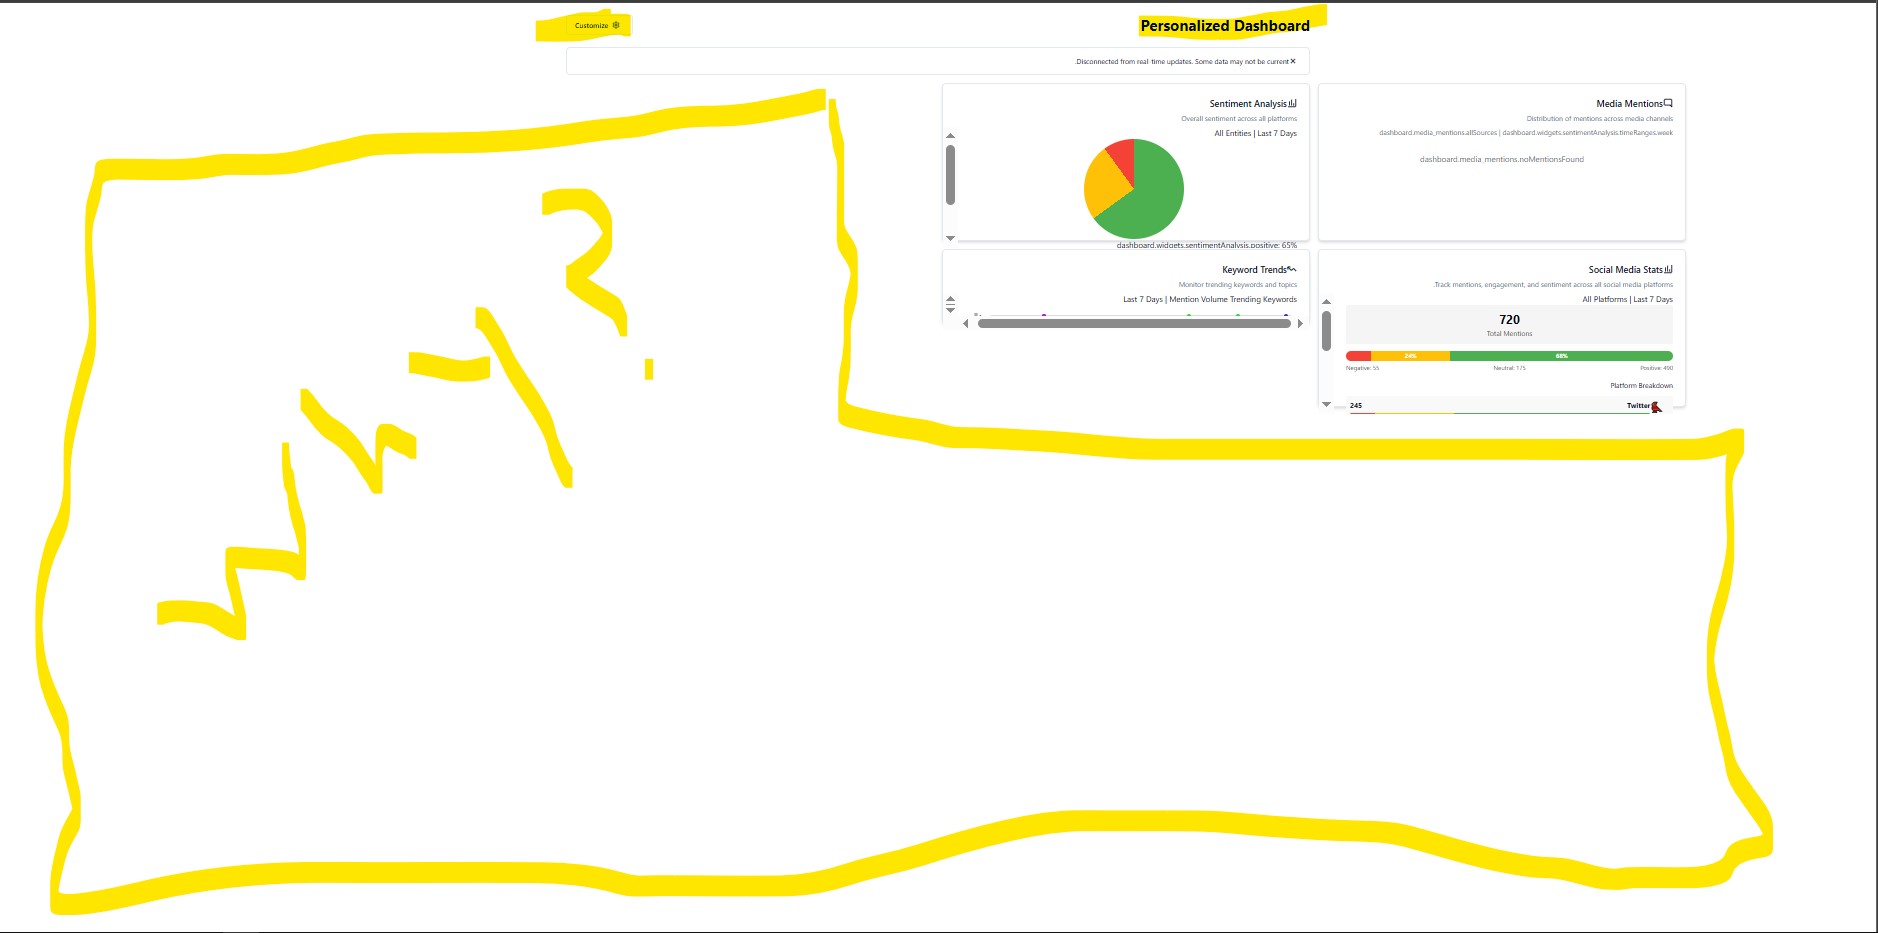 Personalized Dashboard
Customize
Disconnected from real-time updates. Some data may not be current.
Media Mentions
Distribution of mentions across media channels
dashboard.media_mentions.allSources | dashboard.widgets.sentimentAnalysis.timeRanges.week
dashboard.media_mentions.noMentionsFound
Sentiment Analysis
Overall sentiment across all platforms
All Entities | Last 7 Days
dashboard.widgets.sentimentAnalysis.positive: 65%
Social Media Stats
Track mentions, engagement, and sentiment across all social media platforms.
All Platforms | Last 7 Days
720
Total Mentions
24% 68%
Negative: 55 Neutral: 175 Positive: 490
Platform Breakdown
245 Twitter
Keyword Trends
Monitor trending keywords and topics
Last 7 Days | Mention Volume Trending Keywords